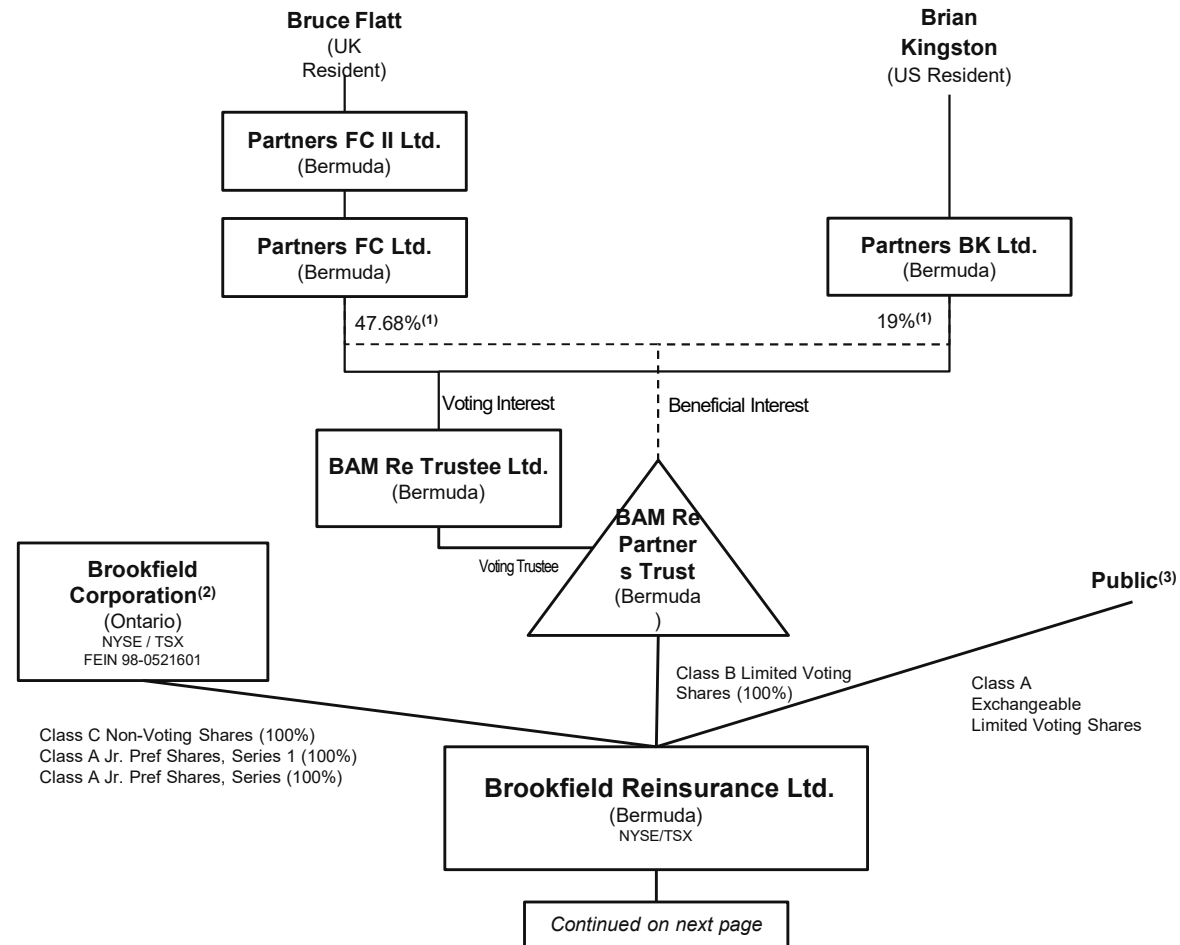 Bruce Flatt
(UK
Resident)
Brian
Kingston
(US Resident)
Partners FC II Ltd.
(Bermuda)
Partners FC Ltd.
(Bermuda)
Partners BK Ltd.
(Bermuda)
47.68%(1)
19%(1)
Voting Interest
Beneficial Interest
BAM Re Trustee Ltd.
(Bermuda)
Voting Trustee
BAM Re
Partner
s Trust
(Bermuda
)
Brookfield
Corporation(2)
(Ontario)
NYSE / TSX
FEIN 98-0521601
Public(3)
Class B Limited Voting
Shares (100%)
Class A
Exchangeable
Limited Voting Shares
Class C Non-Voting Shares (100%)
Class A Jr. Pref Shares, Series 1 (100%)
Class A Jr. Pref Shares, Series (100%)
Brookfield Reinsurance Ltd.
(Bermuda)
NYSE/TSX
Continued on next page